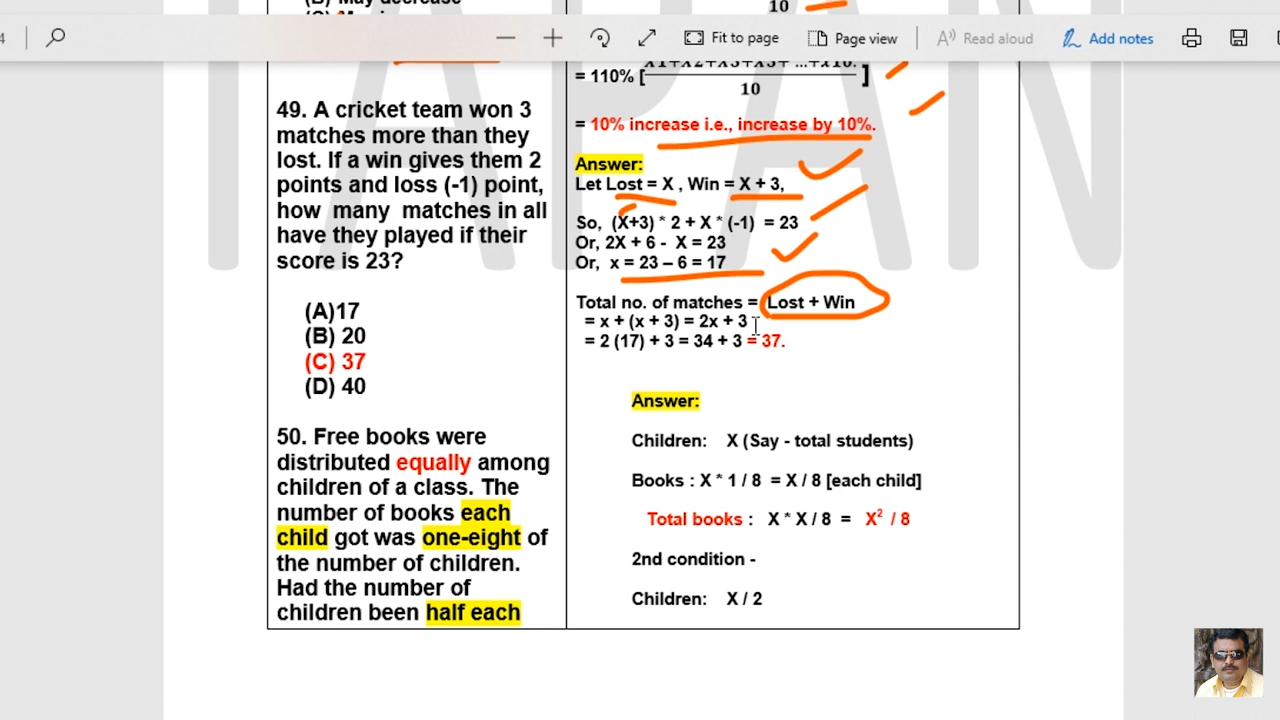 (B) May decrease
10
4
Fit to page
Page view
Read aloud
Add notes
= 110% [
10
]
= 10% increase i.e., increase by 10%.
49. A cricket team won 3
matches more than they
lost. If a win gives them 2
points and loss (-1) point,
how many matches in all
have they played if their
score is 23?
(A)17
(B) 20
(C) 37
(D) 40
50. Free books were
distributed equally among
children of a class. The
number of books each
child got was one-eight of
the number of children.
Had the number of
children been half each
Answer:
Let Lost = X , Win = X + 3,
So, (X+3) * 2 + X * (-1) = 23
Or, 2X + 6 - X = 23
Or, x = 23 – 6 = 17
Total no. of matches = Lost + Win
= x + (x + 3) = 2x + 3
= 2 (17) + 3 = 34 + 3 = 37.
Answer:
Children: X (Say - total students)
Books : X * 1 / 8 = X / 8 [each child]
Total books : X * X / 8 = X² / 8
2nd condition -
Children: X / 2